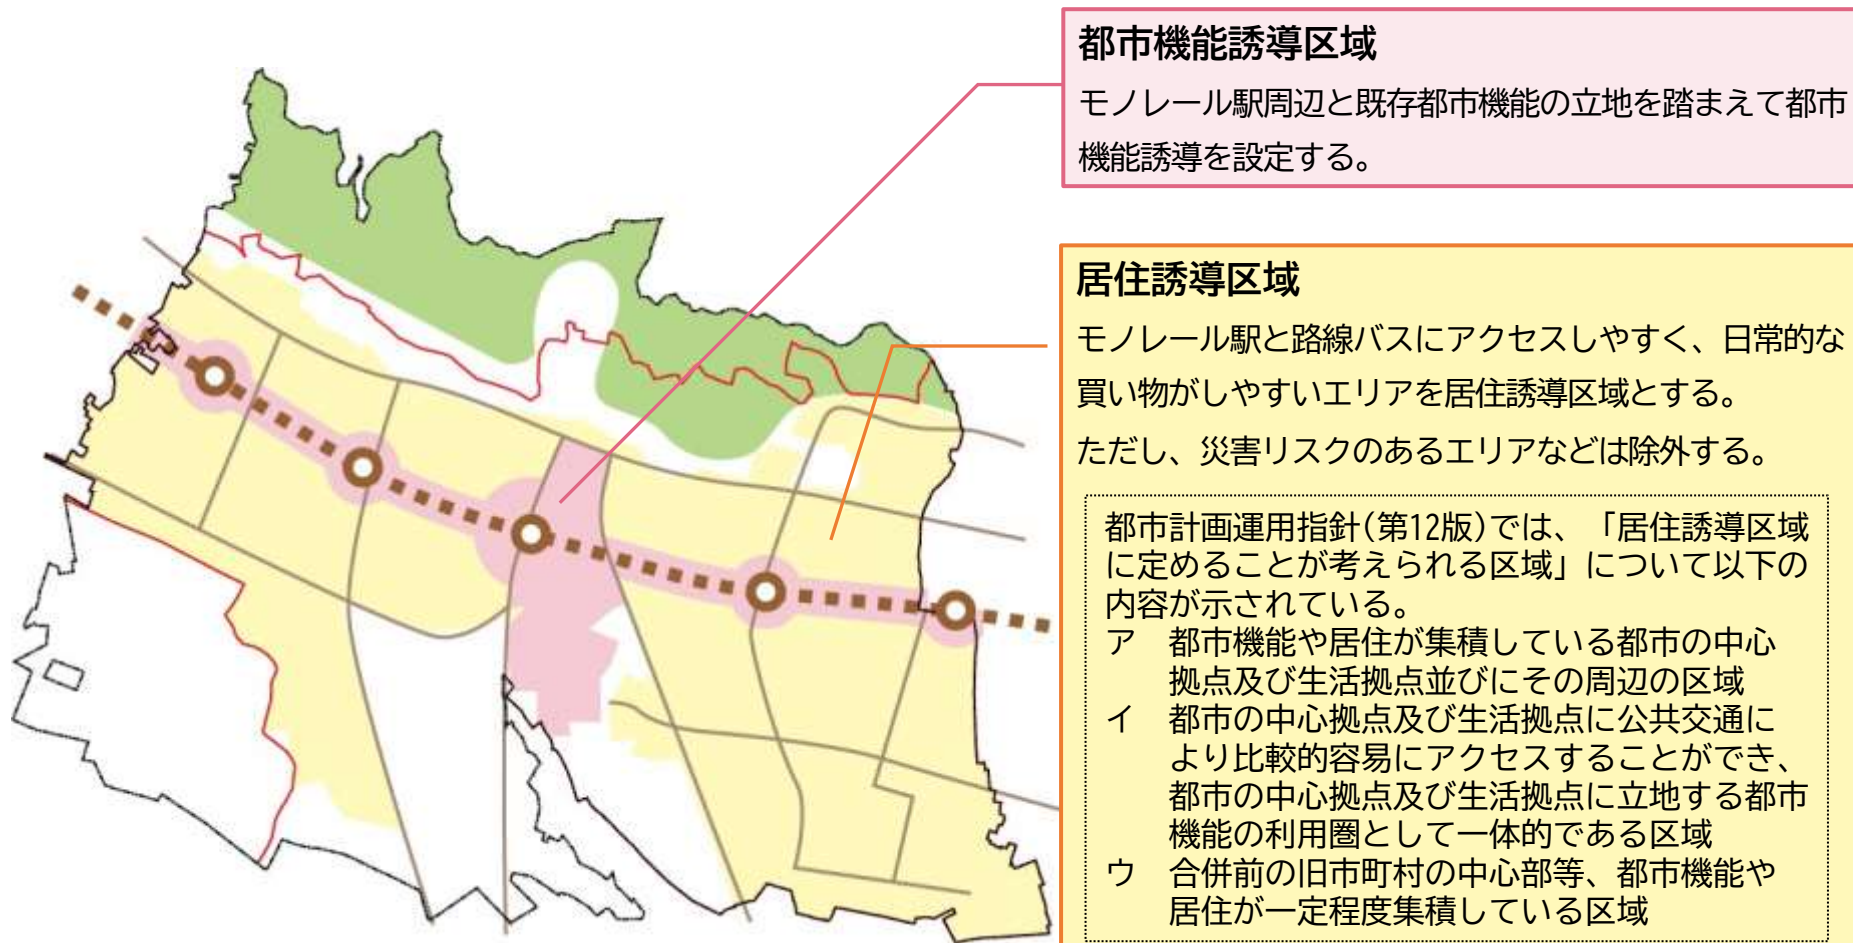 都市機能誘導区域
モノレール駅周辺と既存都市機能の立地を踏まえて都市
機能誘導を設定する。
居住誘導区域
モノレール駅と路線バスにアクセスしやすく、日常的な
買い物がしやすいエリアを居住誘導区域とする。
ただし、災害リスクのあるエリアなどは除外する。
都市計画運用指針(第12版)では、「居住誘導区域
に定めることが考えられる区域」について以下の
内容が示されている。
ア　都市機能や居住が集積している都市の中心
拠点及び生活拠点並びにその周辺の区域
イ　都市の中心拠点及び生活拠点に公共交通に
より比較的容易にアクセスすることができ、
都市の中心拠点及び生活拠点に立地する都市
機能の利用圏として一体的である区域
ウ　合併前の旧市町村の中心部等、都市機能や
居住が一定程度集積している区域